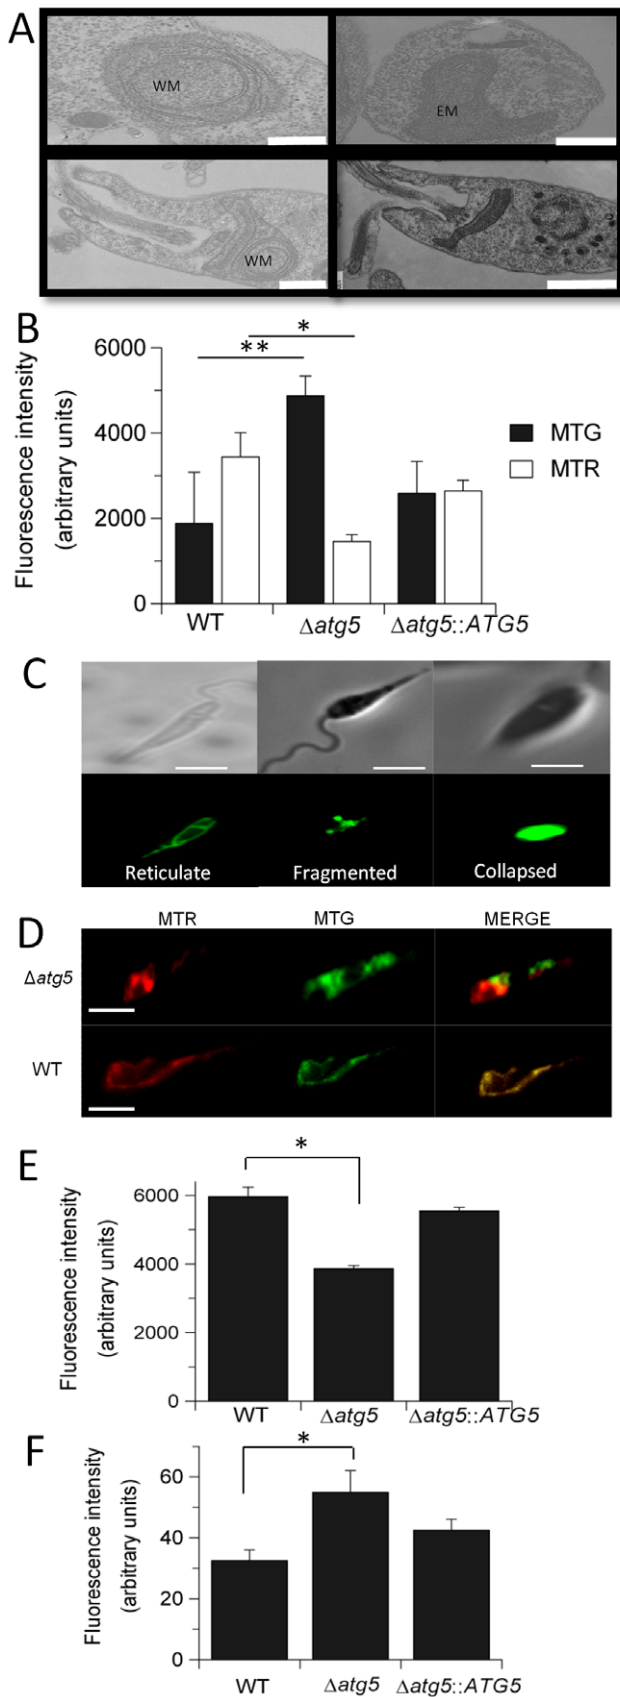 A
WM
EM
WM
B
Fluorescence intensity
(arbitrary units)
6000
4000
2000
0
*
**
MTG
MTR
WT
Δatg5
Δatg5::ATG5
C
Reticulate
Fragmented
Collapsed
D
MTR
MTG
MERGE
Δatg5
WT
E
Fluorescence intensity
(arbitrary units)
6000
4000
2000
0
*
WT
Δatg5
Δatg5::ATG5
F
Fluorescence intensity
(arbitrary units)
60
40
20
0
*
WT
Δatg5
Δatg5::ATG5